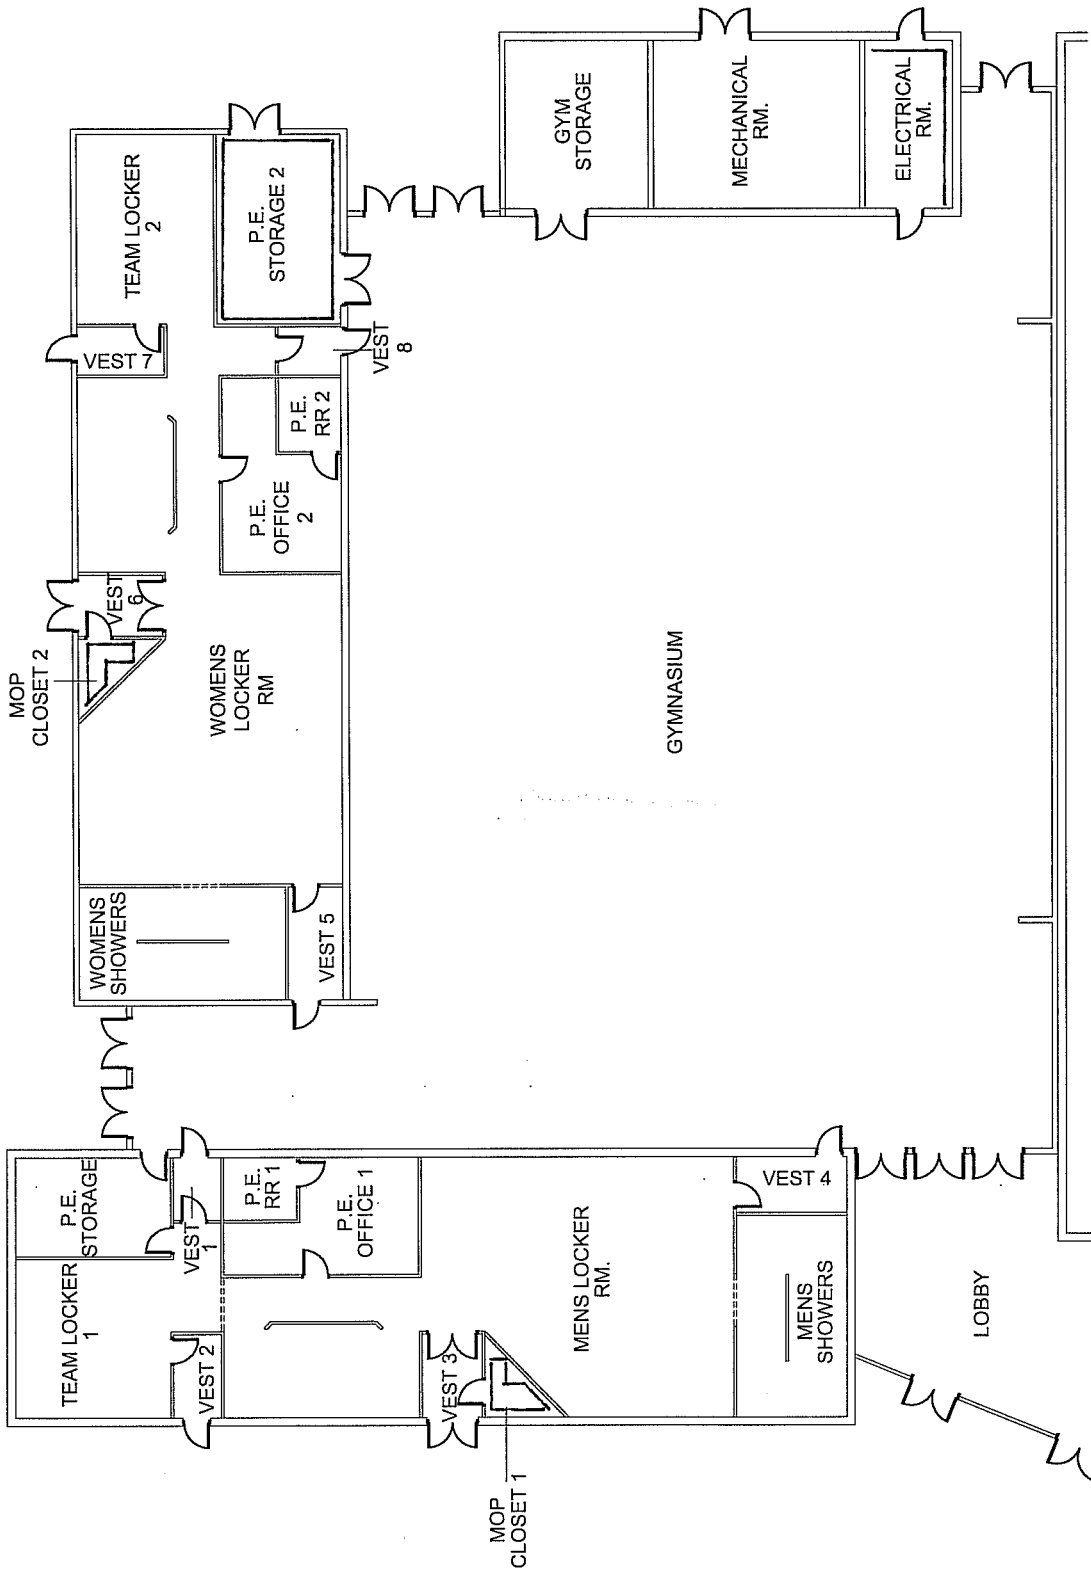 MOP
CLOSET 1
MOP
CLOSET 2
TEAM LOCKER
1
P.E.
STORAGE
VEST 2
VEST
1
P.E.
RR 1
P.E.
OFFICE 1
VEST 3
MENS LOCKER
RM.
MENS
SHOWERS
VEST 4
LOBBY
WOMENS
SHOWERS
VEST 5
WOMENS
LOCKER
RM
VEST
6
P.E.
OFFICE
2
P.E.
RR 2
VEST 7
VEST
8
TEAM LOCKER
2
P.E.
STORAGE 2
GYMNASIUM
GYM
STORAGE
MECHANICAL
RM.
ELECTRICAL
RM.